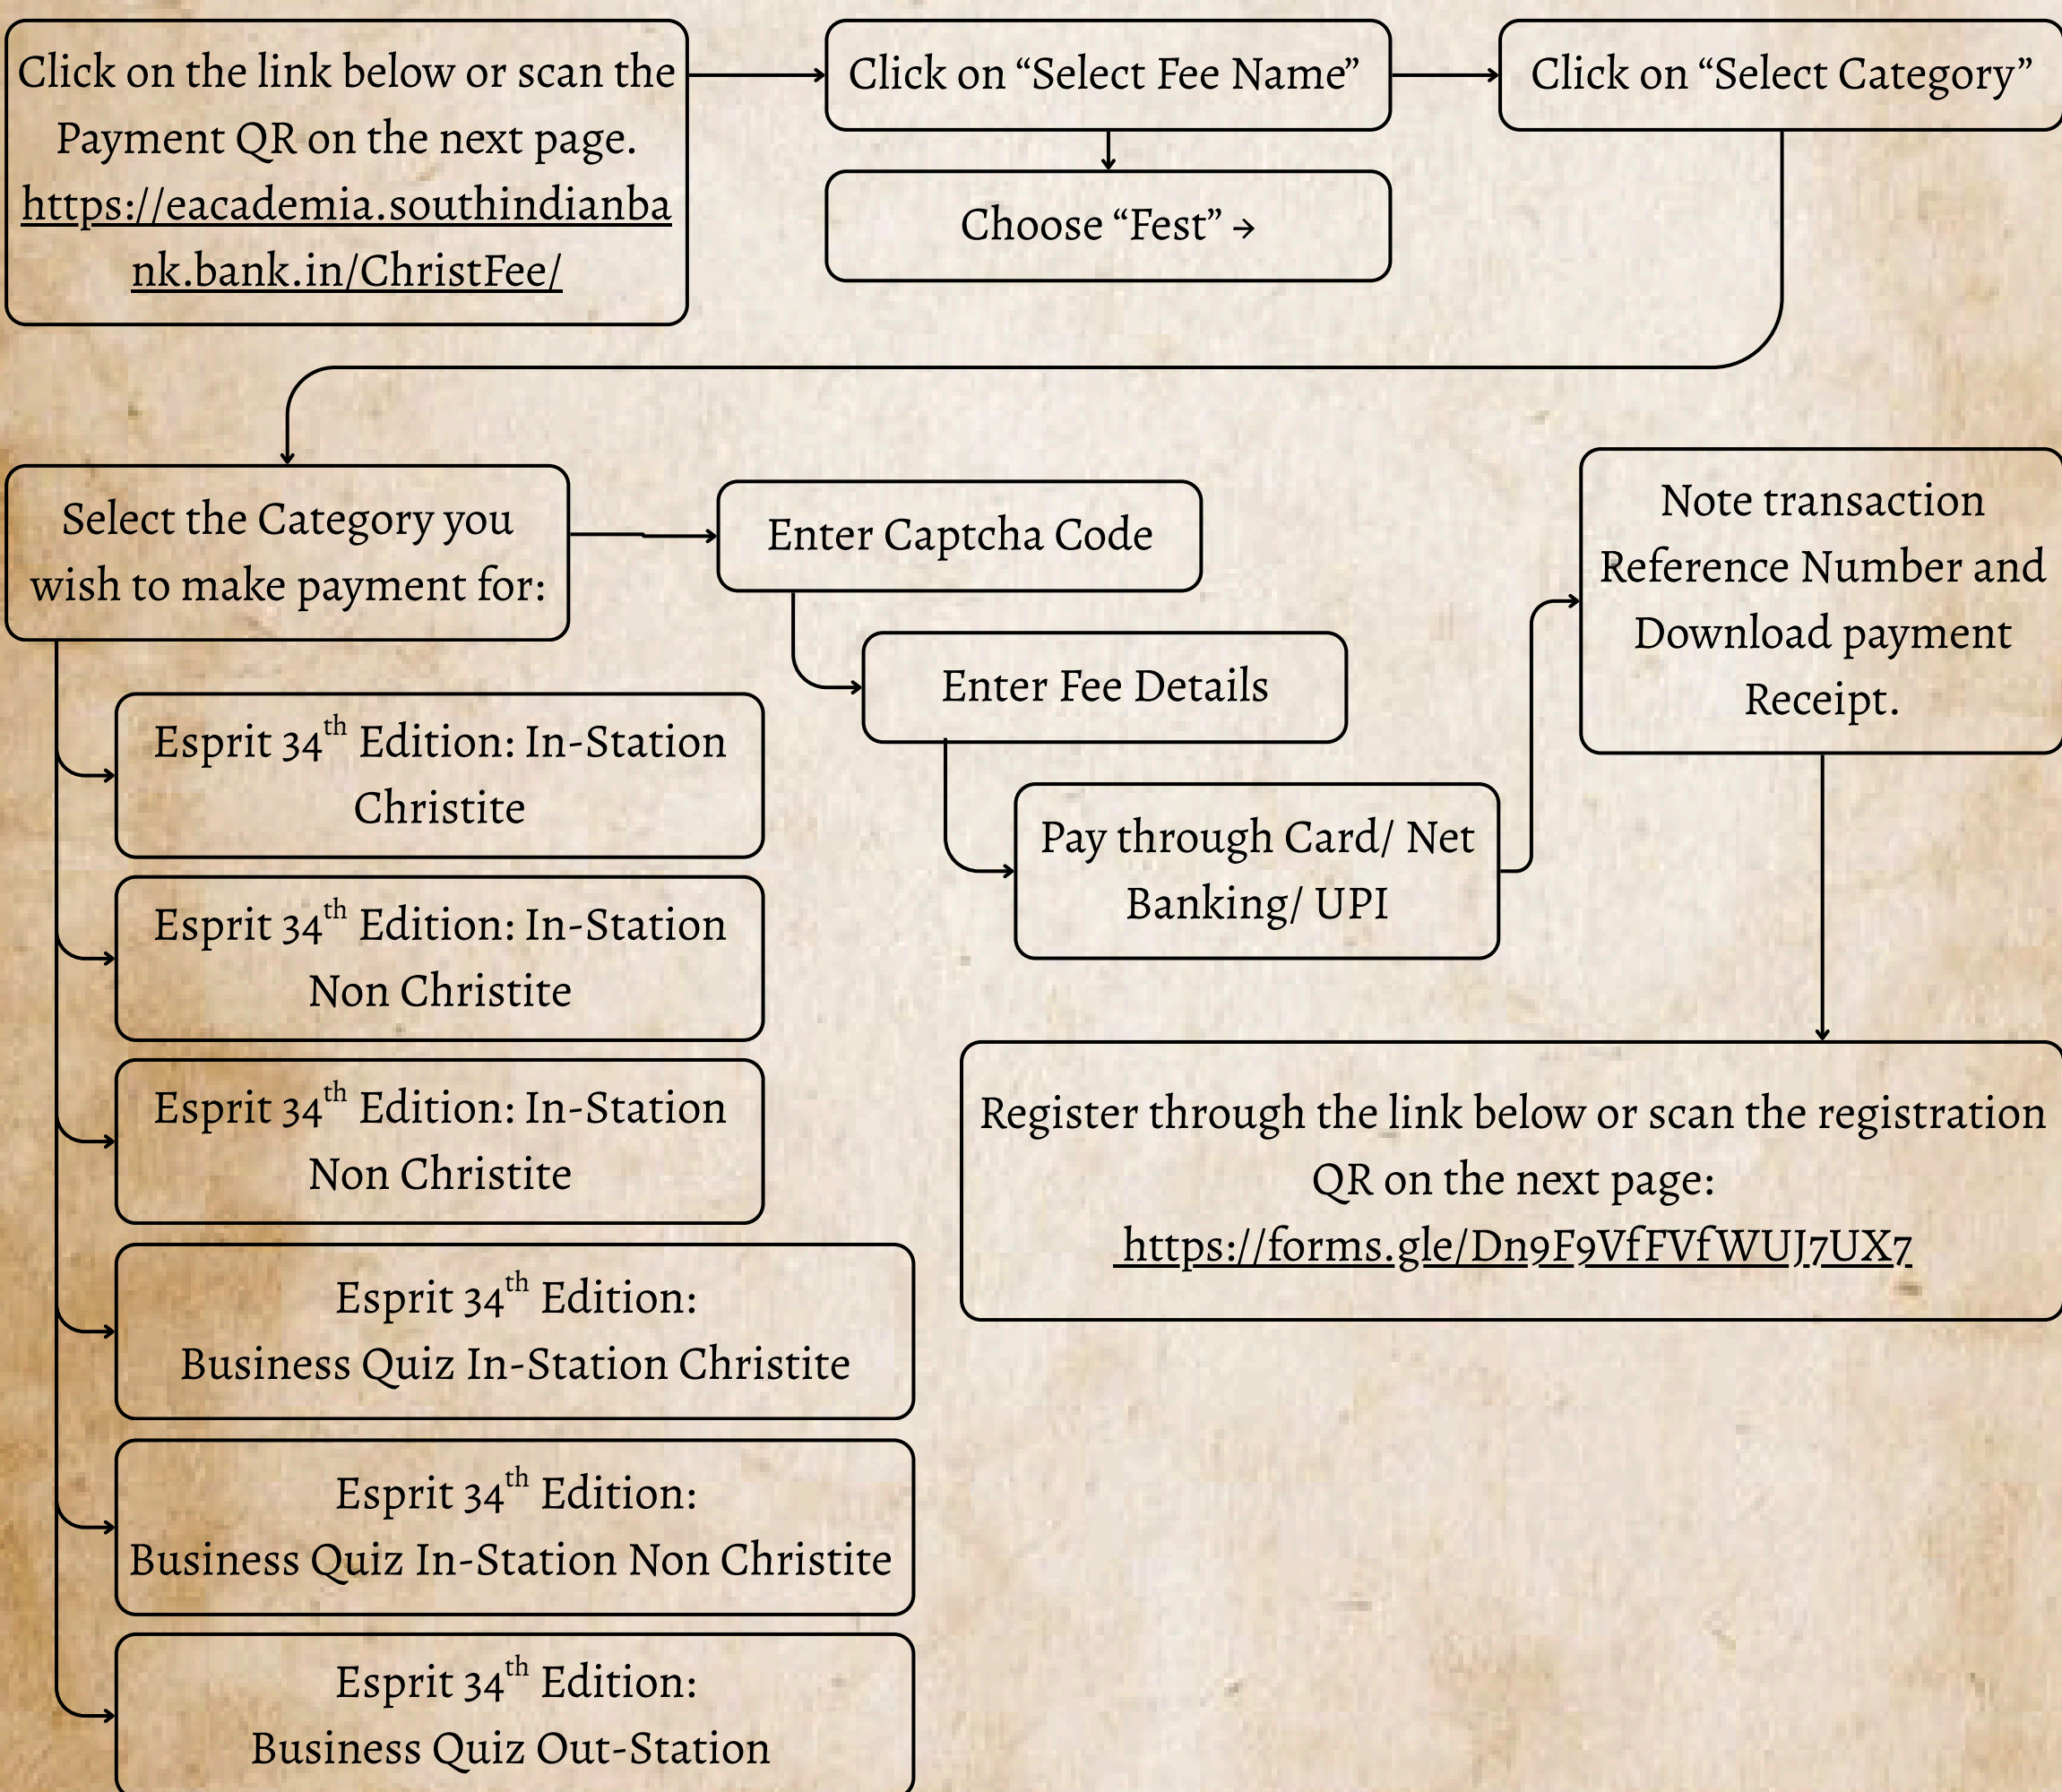 Click on the link below or scan the
Payment QR on the next page.
https://eacademia.southindianba
nk.bank.in/ChristFee/
Click on “Select Fee Name”
Choose “Fest” →
Click on “Select Category”
Select the Category you
wish to make payment for:
Esprit 34th Edition: In-Station
Christite
Esprit 34th Edition: In-Station
Non Christite
Esprit 34th Edition: In-Station
Non Christite
Esprit 34th Edition:
Business Quiz In-Station Christite
Esprit 34th Edition:
Business Quiz In-Station Non Christite
Esprit 34th Edition:
Business Quiz Out-Station
Enter Captcha Code
Enter Fee Details
Pay through Card/ Net
Banking/ UPI
Note transaction
Reference Number and
Download payment
Receipt.
Register through the link below or scan the registration
QR on the next page:
https://forms.gle/Dn9F9VfFVfWUJ7UX7